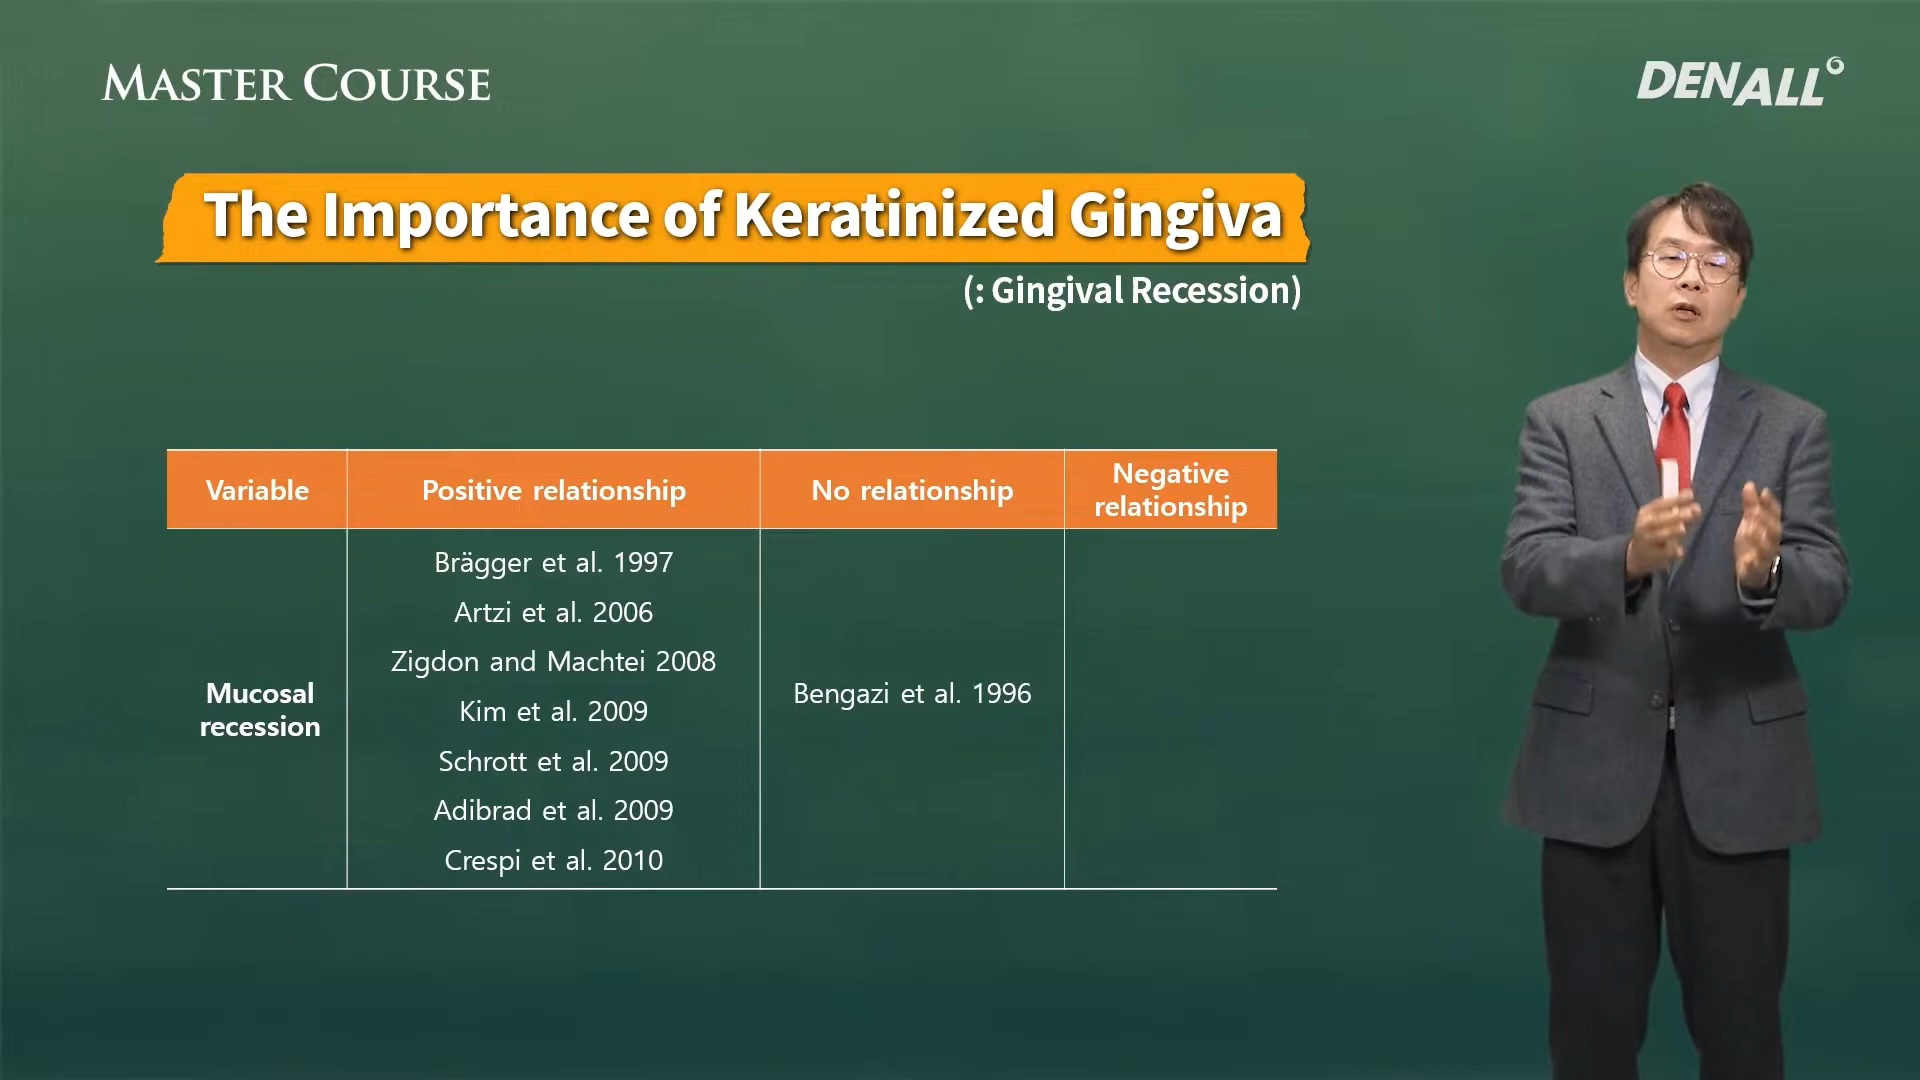 MASTER COURSE
DENALL
The Importance of Keratinized Gingiva
(: Gingival Recession)
Variable
Positive relationship
No relationship
Negative
relationship
Mucosal
recession
Brägger et al. 1997
Artzi et al. 2006
Zigdon and Machtei 2008
Kim et al. 2009
Schrott et al. 2009
Adibrad et al. 2009
Crespi et al. 2010
Bengazi et al. 1996